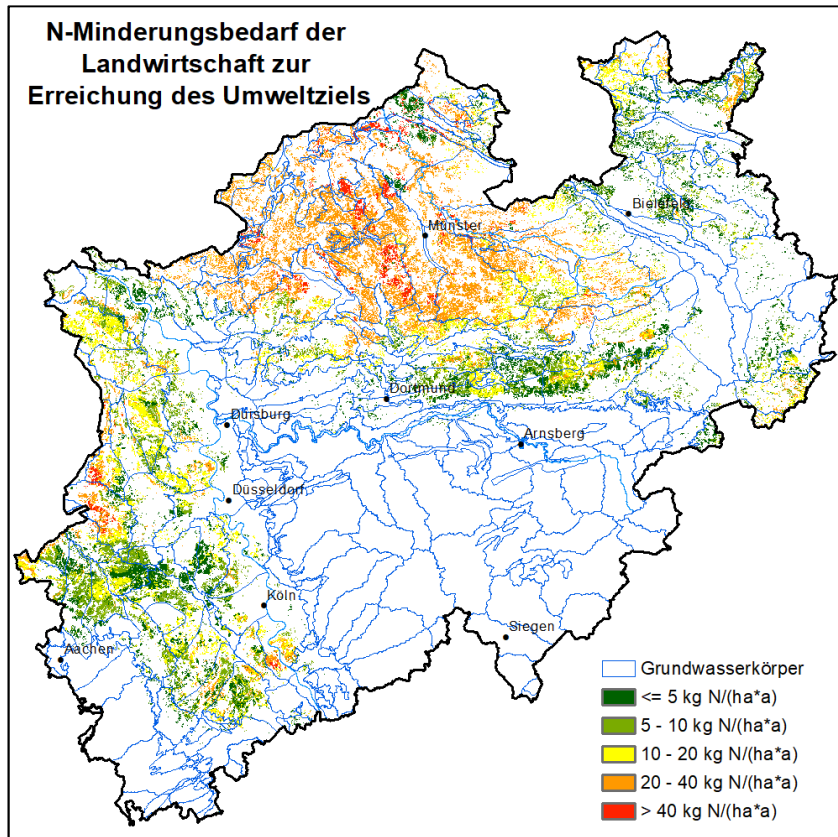 N-Minderungsbedarf der
Landwirtschaft zur
Erreichung des Umweltziels
Bielefeld
Münster
Dortmund
Duisburg
Arnsberg
Düsseldorf
Köln
Siegen
Aachen
Grundwasserkörper
<= 5 kg N/(ha*a)
5 - 10 kg N/(ha*a)
10 - 20 kg N/(ha*a)
20 - 40 kg N/(ha*a)
> 40 kg N/(ha*a)